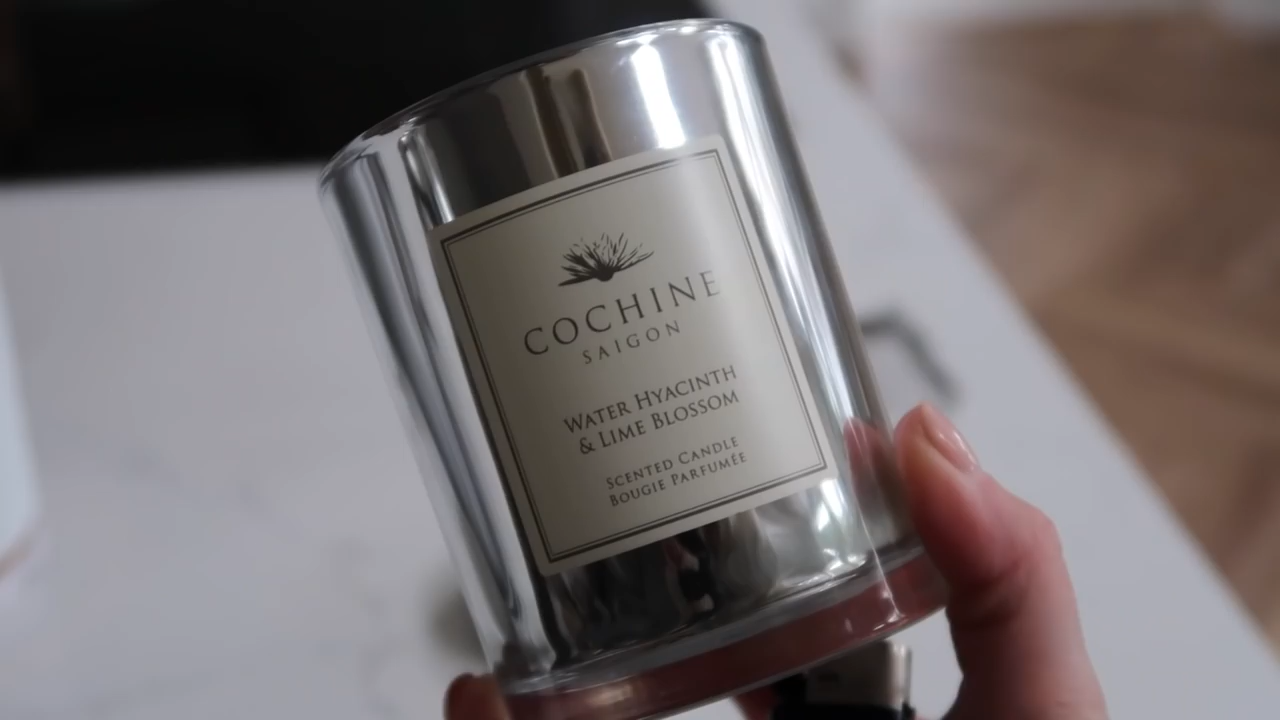 COCHINE
SAIGON
WATER HYACINTH
& LIME BLOSSOM
SCENTED CANDLE
BOUGIE PARFUMÉE